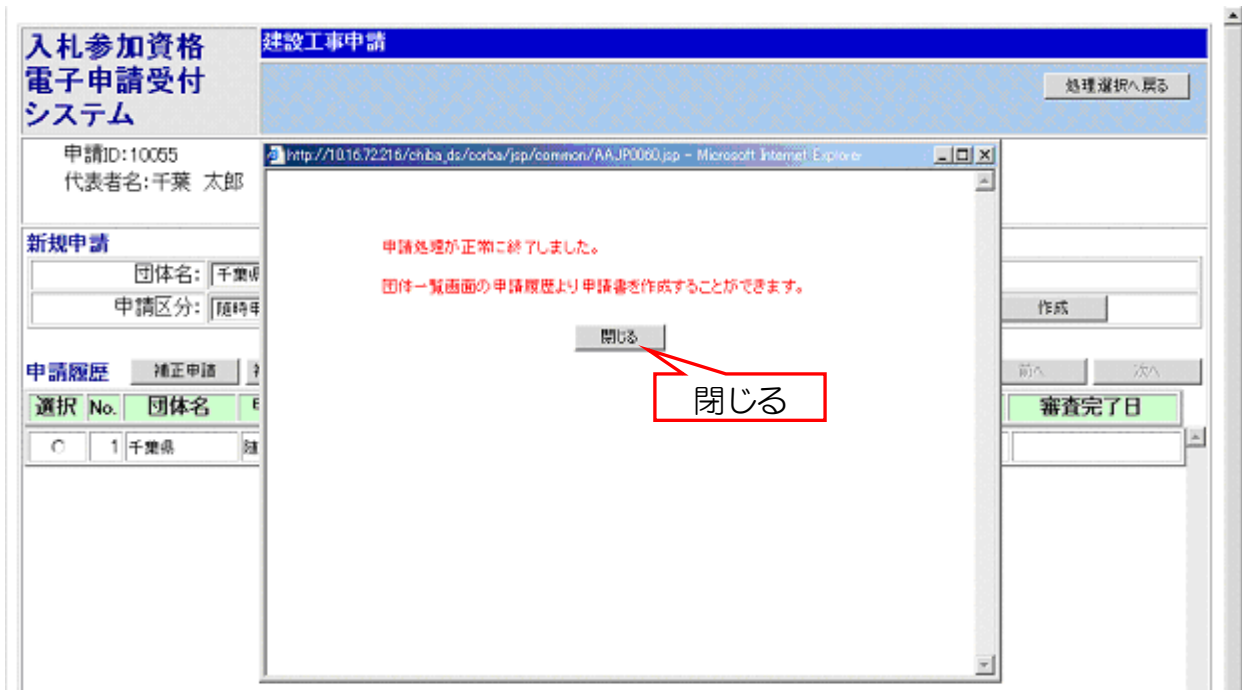 入札参加資格
電子申請受付
システム
建設工事申請
処理選択へ戻る
申請ID:10055
代表者名:千葉 太郎
http://10.16.72.216/chiba_ds/corba/jsp/common/AAJP0060.jsp - Microsoft Internet Explorer
申請処理が正常に終了しました。
団体一覧画面の申請履歴より申請書を作成することができます。
閉じる
閉じる
新規申請
団体名: 千葉県
申請区分: 随時申
作成
申請履歴 補正申請
前へ 次へ
選択 No. 団体名
審査完了日
1 千葉県 随